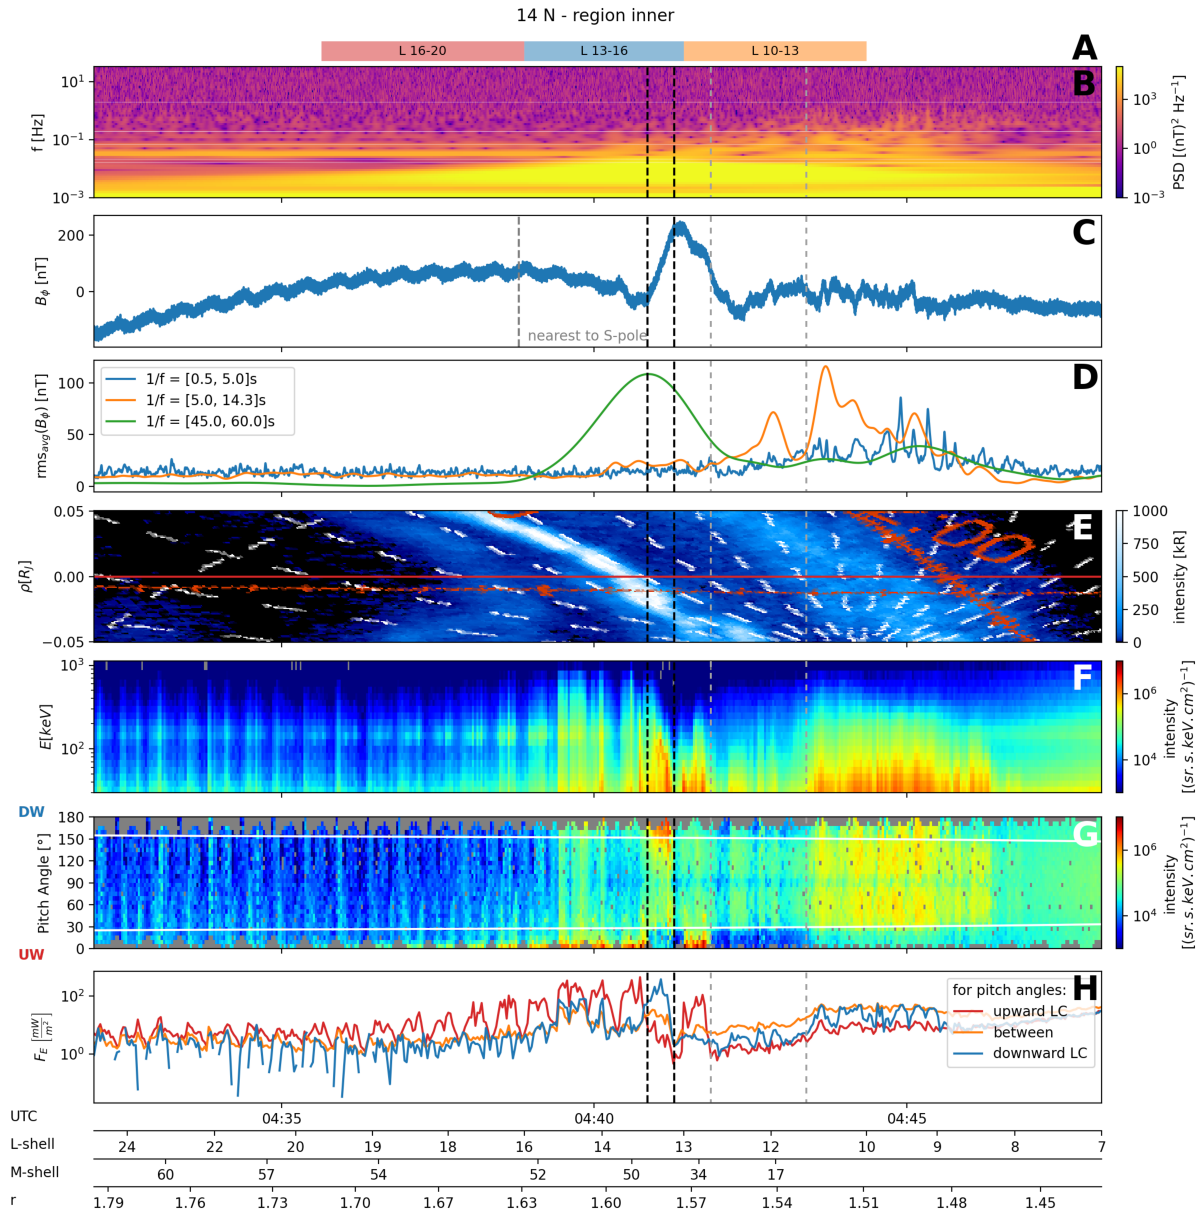 14 N - region inner
L 16-20 L 13-16 L 10-13 A
B
f [Hz]
10¹
10⁻¹
10⁻³
10³
10⁰
10⁻³
PSD [(nT)² Hz⁻¹]
C
Bϕ [nT]
200
0
nearest to S-pole
D
rmsavg(Bϕ) [nT]
100
50
0
1/f = [0.5, 5.0]s
1/f = [5.0, 14.3]s
1/f = [45.0, 60.0]s
E
ρ[RJ]
0.05
0.00
−0.05
:00
1000
750
500
250
0
intensity [kR]
F
E[keV]
10³
10²
10⁶
10⁴
intensity
[(sr.s.keV.cm²)⁻¹]
DW
G
Pitch Angle [°]
180
150
120
90
60
30
0
UW
10⁶
10⁴
intensity
[(sr.s.keV.cm²)⁻¹]
H
FE [mW/m²]
10²
10⁰
for pitch angles:
upward LC
between
downward LC
UTC 04:35 04:40 04:45
L-shell 24 22 20 19 18 16 14 13 12 10 9 8 7
M-shell 60 57 54 52 50 34 17
r 1.79 1.76 1.73 1.70 1.67 1.63 1.60 1.57 1.54 1.51 1.48 1.45